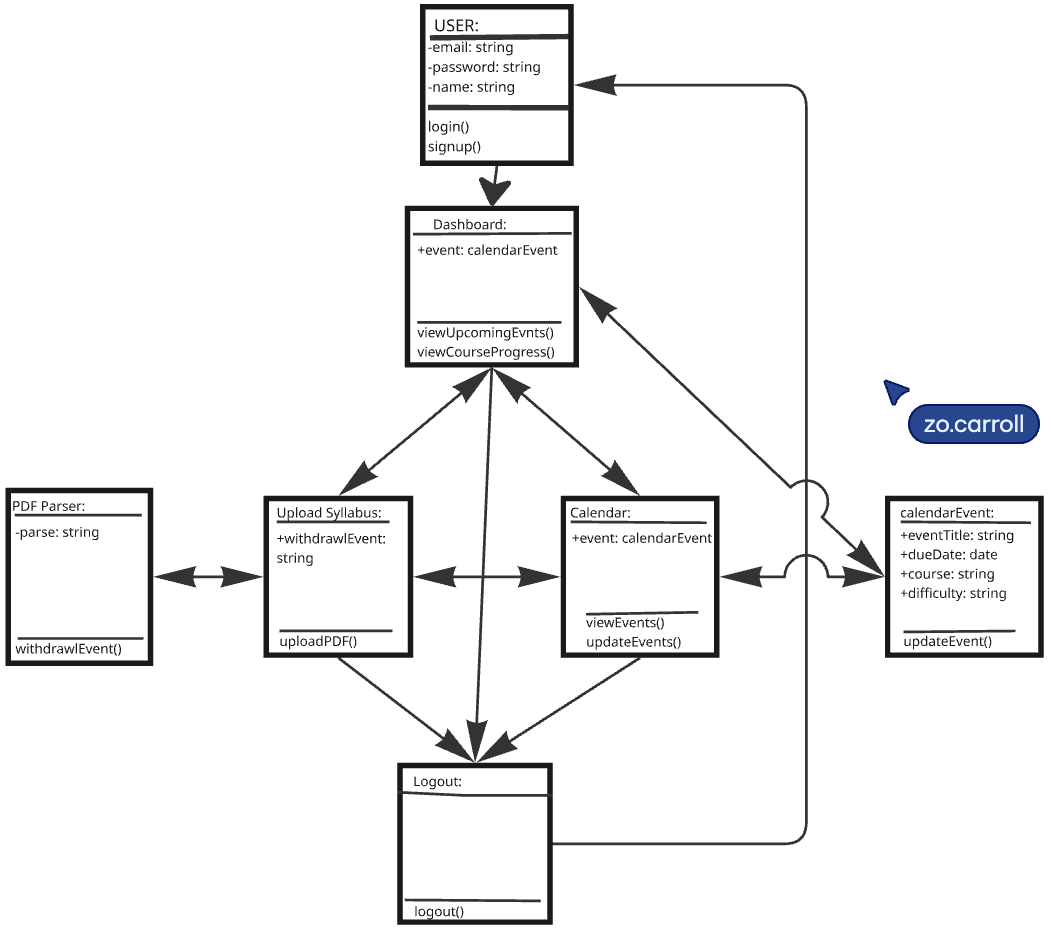 USER:
-email: string
-password: string
-name: string
login()
signup()
Dashboard:
+event: calendarEvent
viewUpcomingEvnts()
viewCourseProgress()
zo.carroll
PDF Parser:
-parse: string
withdrawlEvent()
Upload Syllabus:
+withdrawlEvent:
string
uploadPDF()
Calendar:
+event: calendarEvent
viewEvents()
updateEvents()
calendarEvent:
+eventTitle: string
+dueDate: date
+course: string
+difficulty: string
updateEvent()
Logout:
logout()